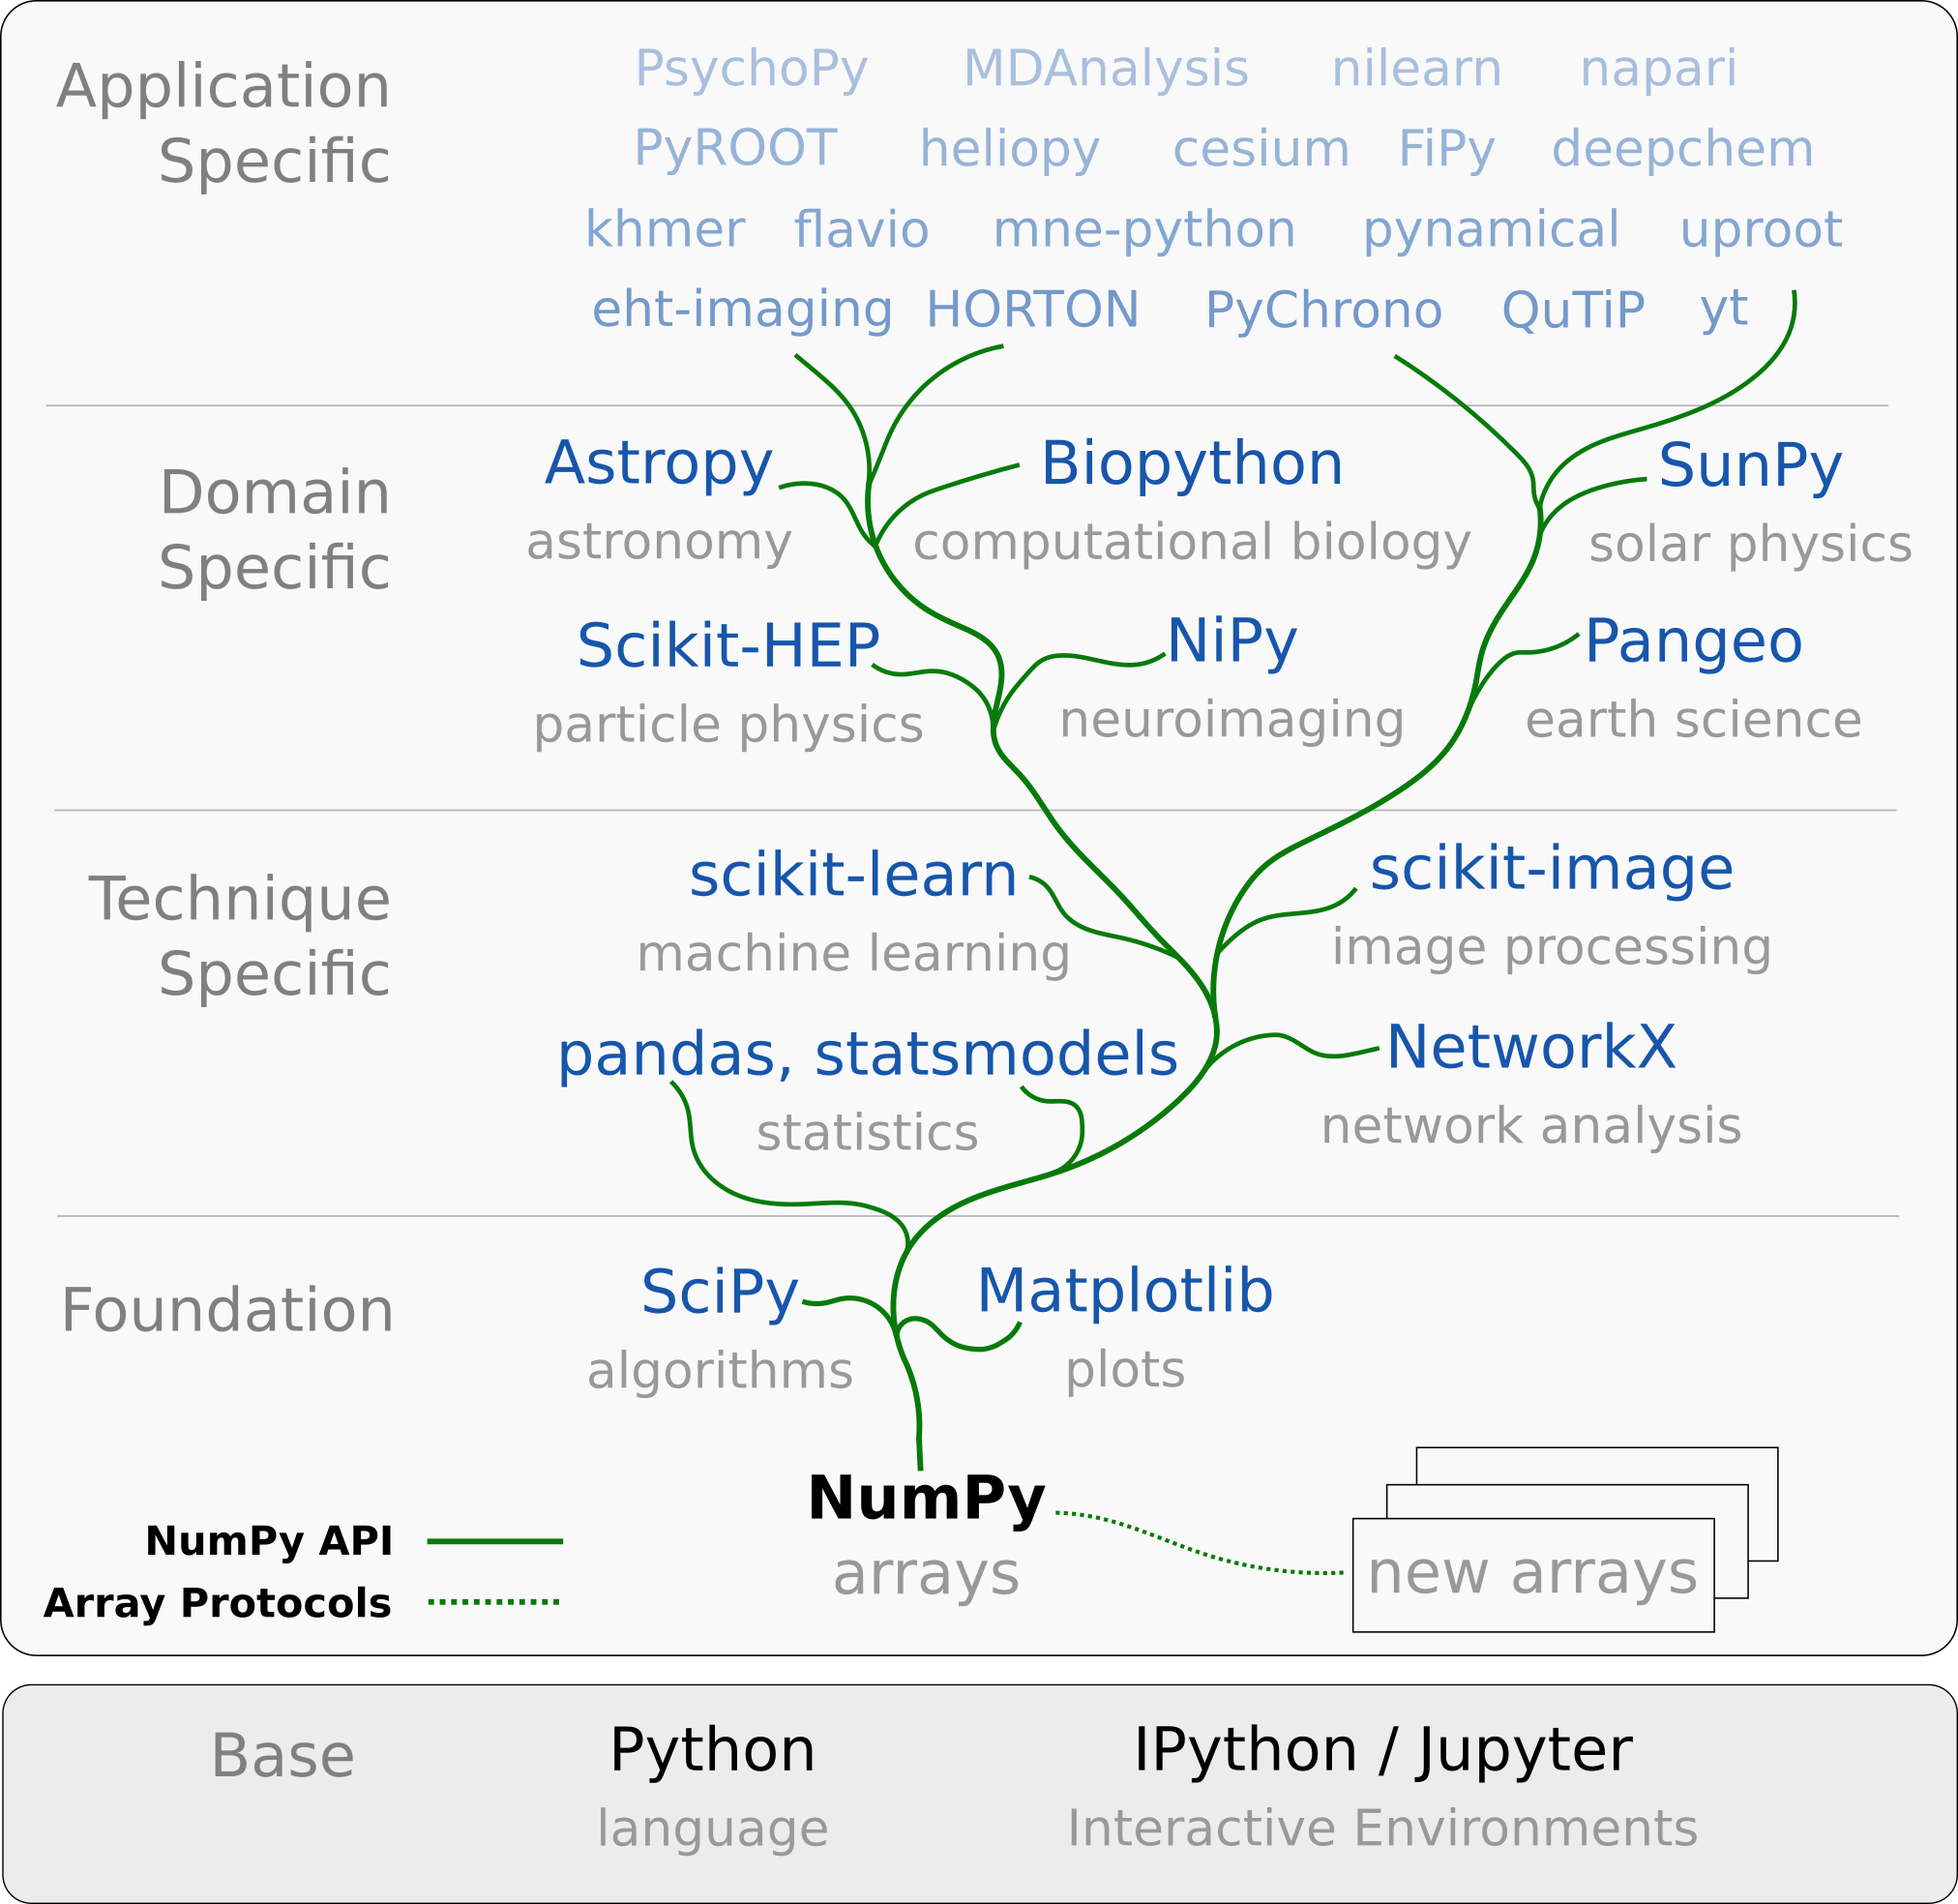 Application
Specific
PsychoPy MDAnalysis nilearn napari
PyROOT heliopy cesium FiPy deepchem
khmer flavio mne-python pynamical uproot
eht-imaging HORTON PyChrono QuTiP yt
Domain
Specific
Astropy Biopython SunPy
astronomy computational biology solar physics
Scikit-HEP NiPy Pangeo
particle physics neuroimaging earth science
Technique
Specific
scikit-learn scikit-image
machine learning image processing
pandas, statsmodels NetworkX
statistics network analysis
Foundation
SciPy Matplotlib
algorithms plots
NumPy
arrays
new arrays
NumPy API
Array Protocols
Base
Python IPython / Jupyter
language Interactive Environments